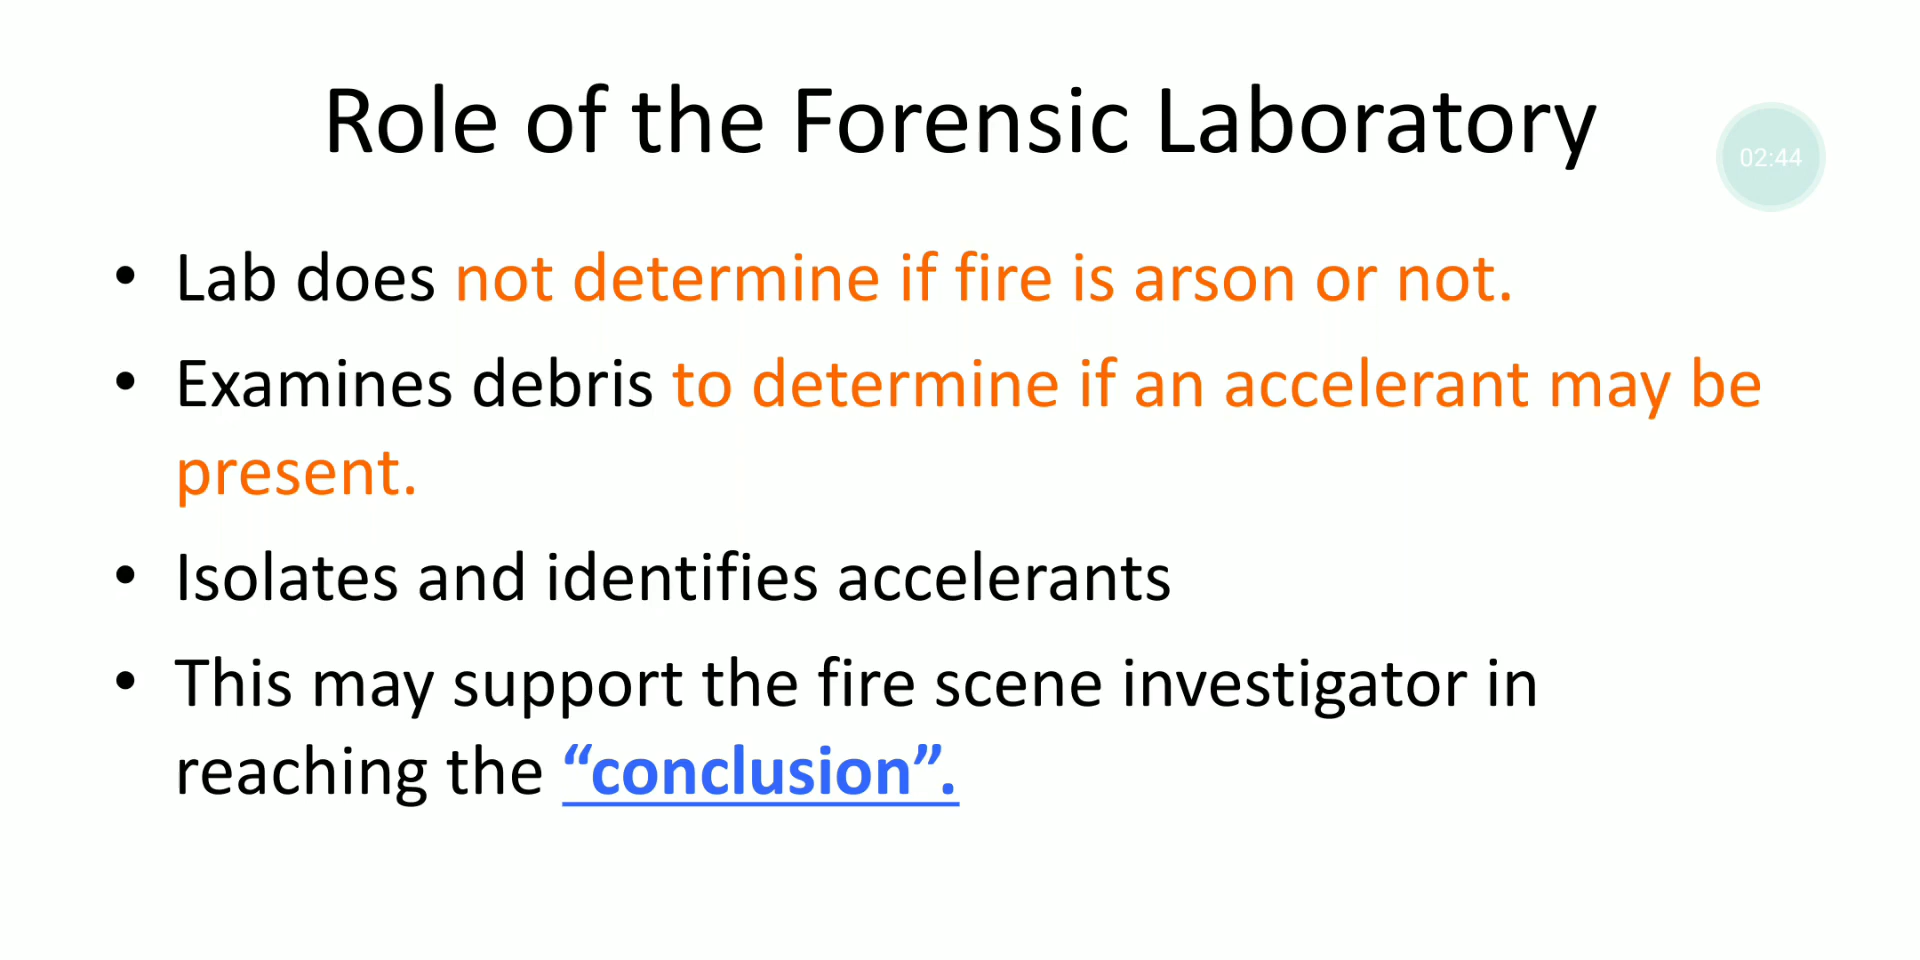 Role of the Forensic Laboratory
02:44
• Lab does not determine if fire is arson or not.
• Examines debris to determine if an accelerant may be
present.
• Isolates and identifies accelerants
• This may support the fire scene investigator in
reaching the “conclusion”.